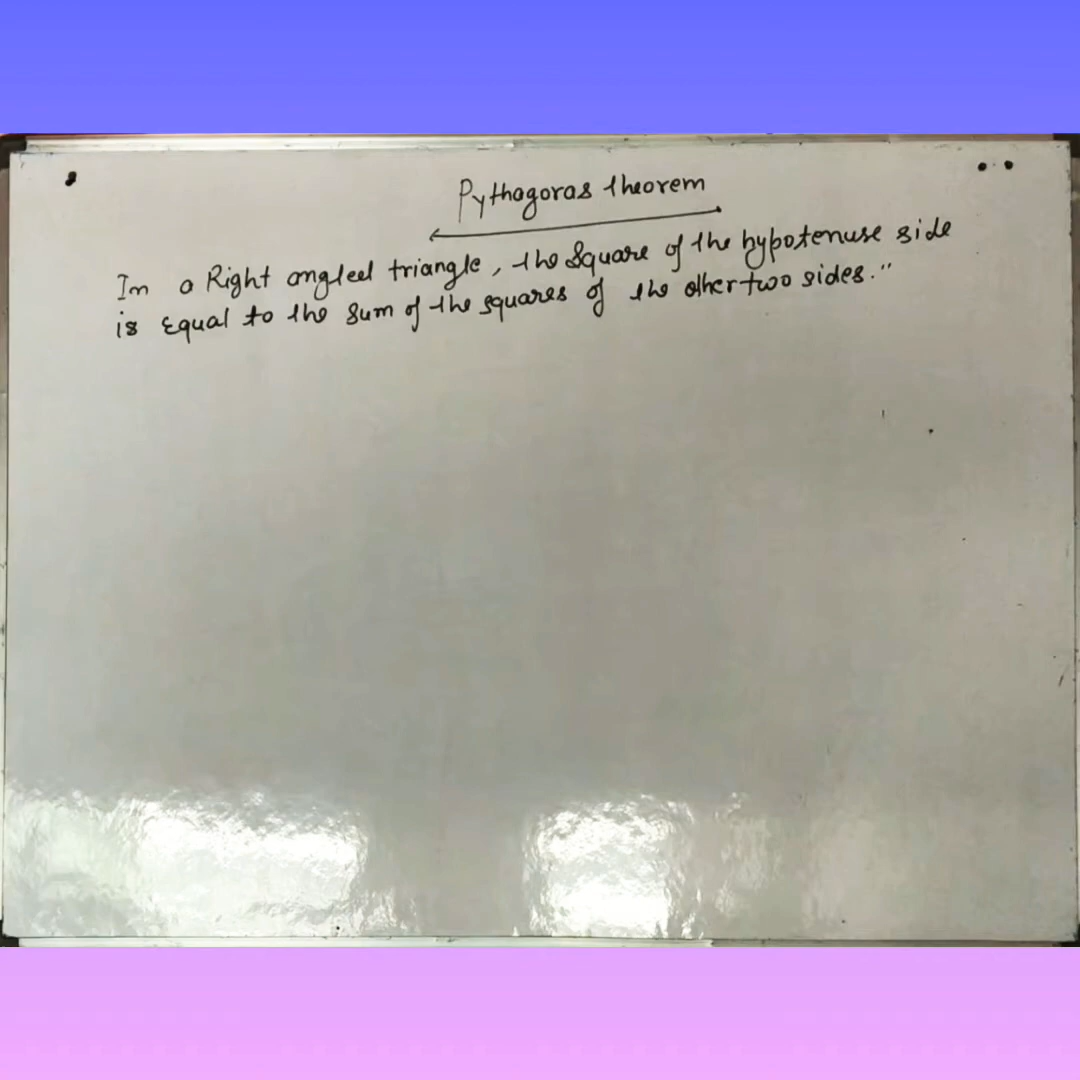 Pythagoras theorem
In a Right angled triangle, the Square of the hypotenuse side
is Equal to the Sum of the squares of the other two sides."